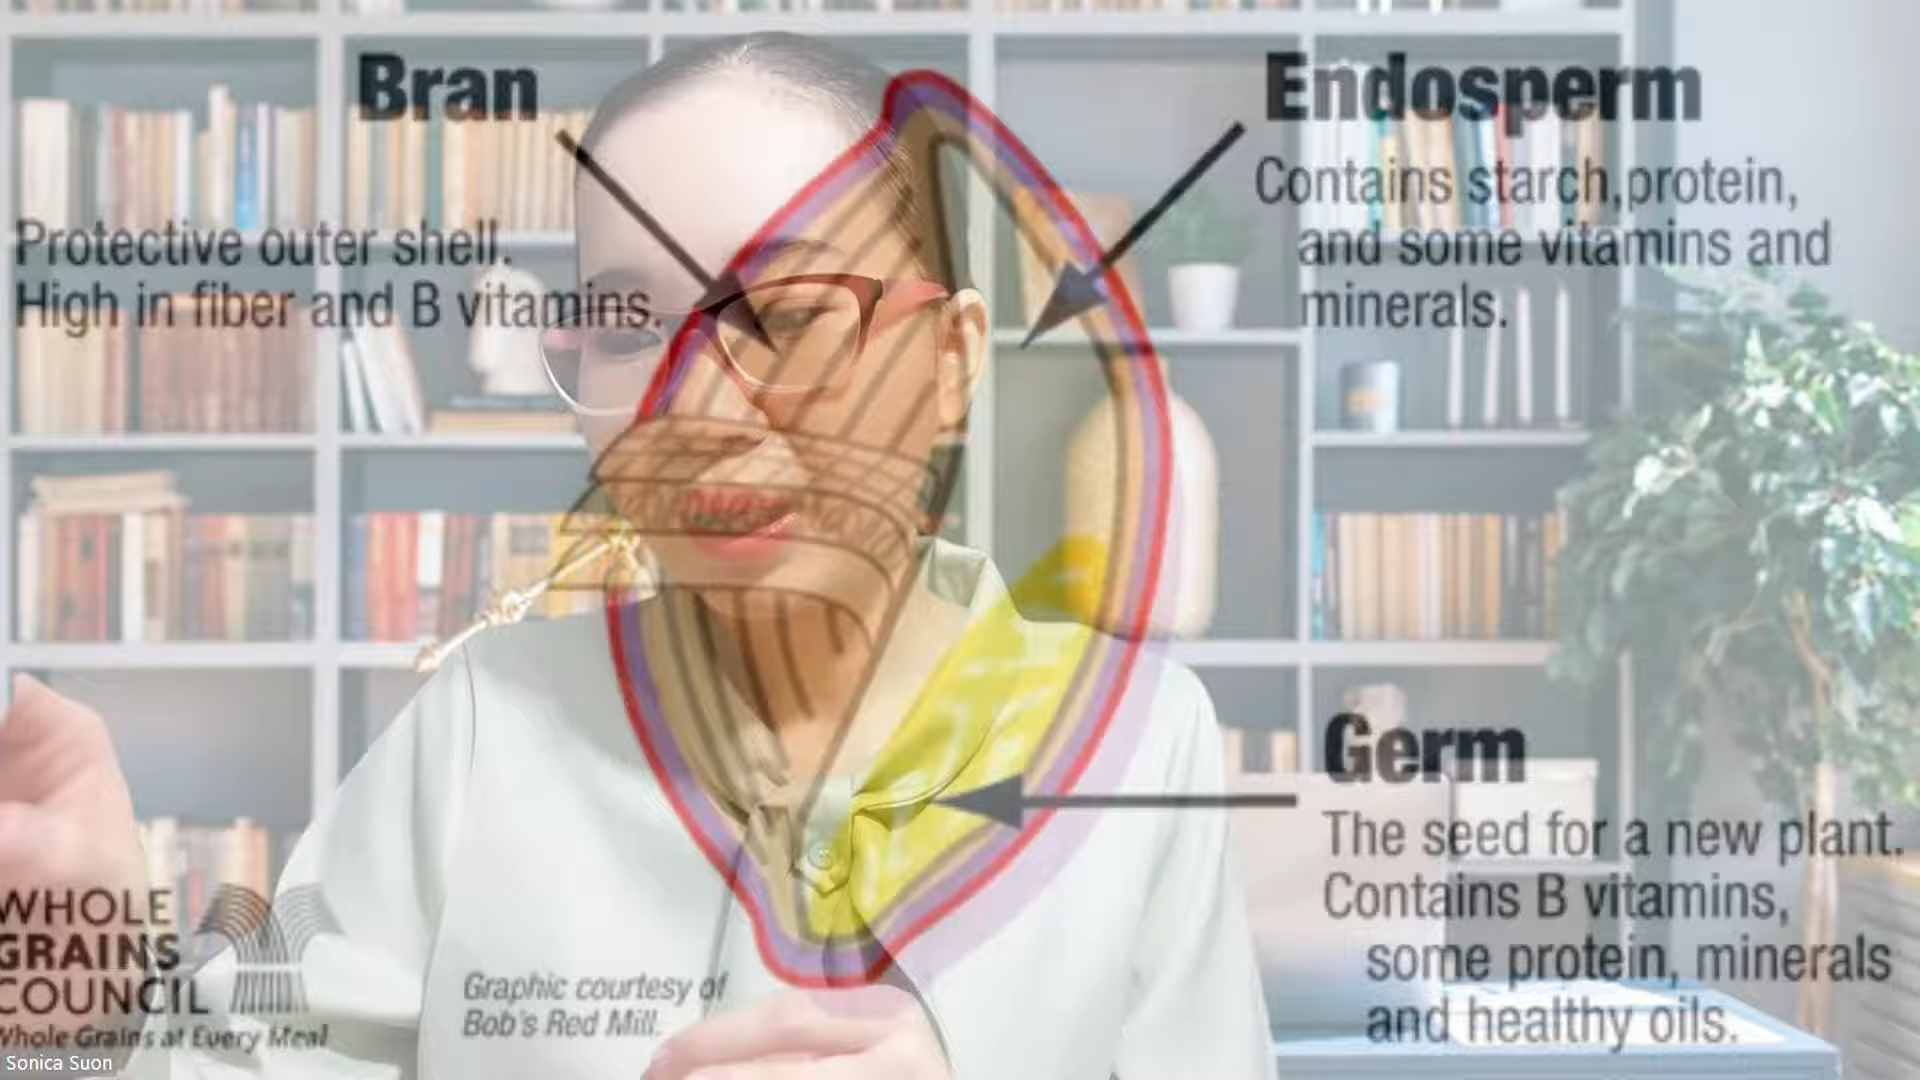 Bran
Protective outer shell.
High in fiber and B vitamins.
Endosperm
Contains starch,protein,
and some vitamins and
minerals.
Germ
The seed for a new plant.
Contains B vitamins,
some protein, minerals
and healthy oils.
WHOLE
GRAINS
COUNCIL
Whole Grains at Every Meal
Graphic courtesy of
Bob's Red Mill.
Sonica Suon